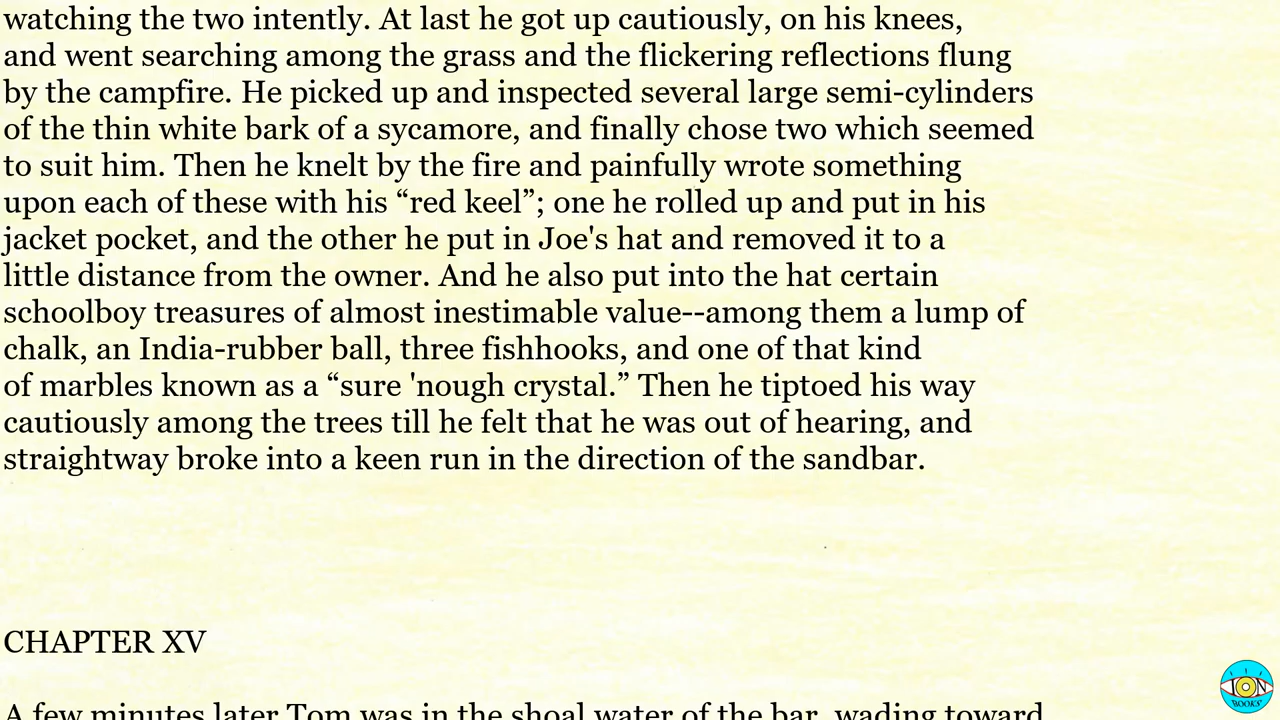 watching the two intently. At last he got up cautiously, on his knees,
and went searching among the grass and the flickering reflections flung
by the campfire. He picked up and inspected several large semi-cylinders
of the thin white bark of a sycamore, and finally chose two which seemed
to suit him. Then he knelt by the fire and painfully wrote something
upon each of these with his “red keel”; one he rolled up and put in his
jacket pocket, and the other he put in Joe's hat and removed it to a
little distance from the owner. And he also put into the hat certain
schoolboy treasures of almost inestimable value--among them a lump of
chalk, an India-rubber ball, three fishhooks, and one of that kind
of marbles known as a “sure 'nough crystal.” Then he tiptoed his way
cautiously among the trees till he felt that he was out of hearing, and
straightway broke into a keen run in the direction of the sandbar.
CHAPTER XV
A few minutes later Tom was in the shoal water of the bar, wading toward
ION
BOOKS